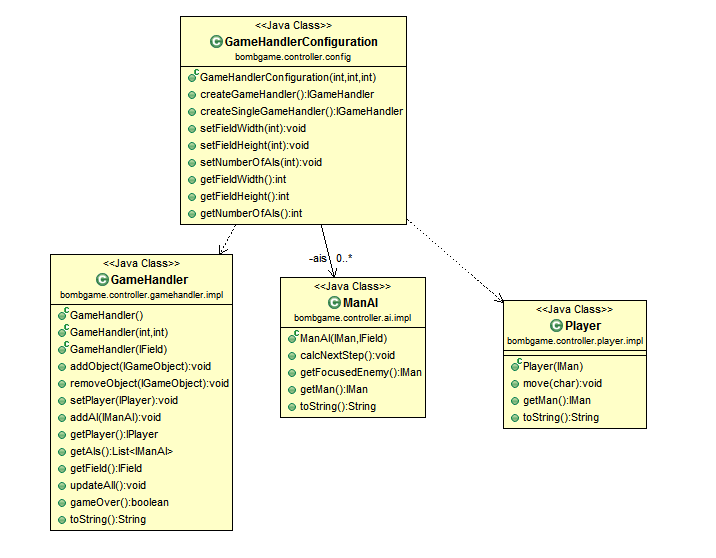 <<Java Class>>
GameHandlerConfiguration
bombgame.controller.config
GameHandlerConfiguration(int,int,int)
createGameHandler():IGameHandler
createSingleGameHandler():IGameHandler
setFieldWidth(int):void
setFieldHeight(int):void
setNumberOfAIs(int):void
getFieldWidth():int
getFieldHeight():int
getNumberOfAIs():int
-ais 0..*
<<Java Class>>
GameHandler
bombgame.controller.gamehandler.impl
GameHandler()
GameHandler(int,int)
GameHandler(IField)
addObject(IGameObject):void
removeObject(IGameObject):void
setPlayer(IPlayer):void
addAI(IManAI):void
getPlayer():IPlayer
getAIs():List<IManAI>
getField():IField
updateAll():void
gameOver():boolean
toString():String
<<Java Class>>
ManAI
bombgame.controller.ai.impl
ManAI(IMan,IField)
calcNextStep():void
getFocusedEnemy():IMan
getMan():IMan
toString():String
<<Java Class>>
Player
bombgame.controller.player.impl
Player(IMan)
move(char):void
getMan():IMan
toString():String